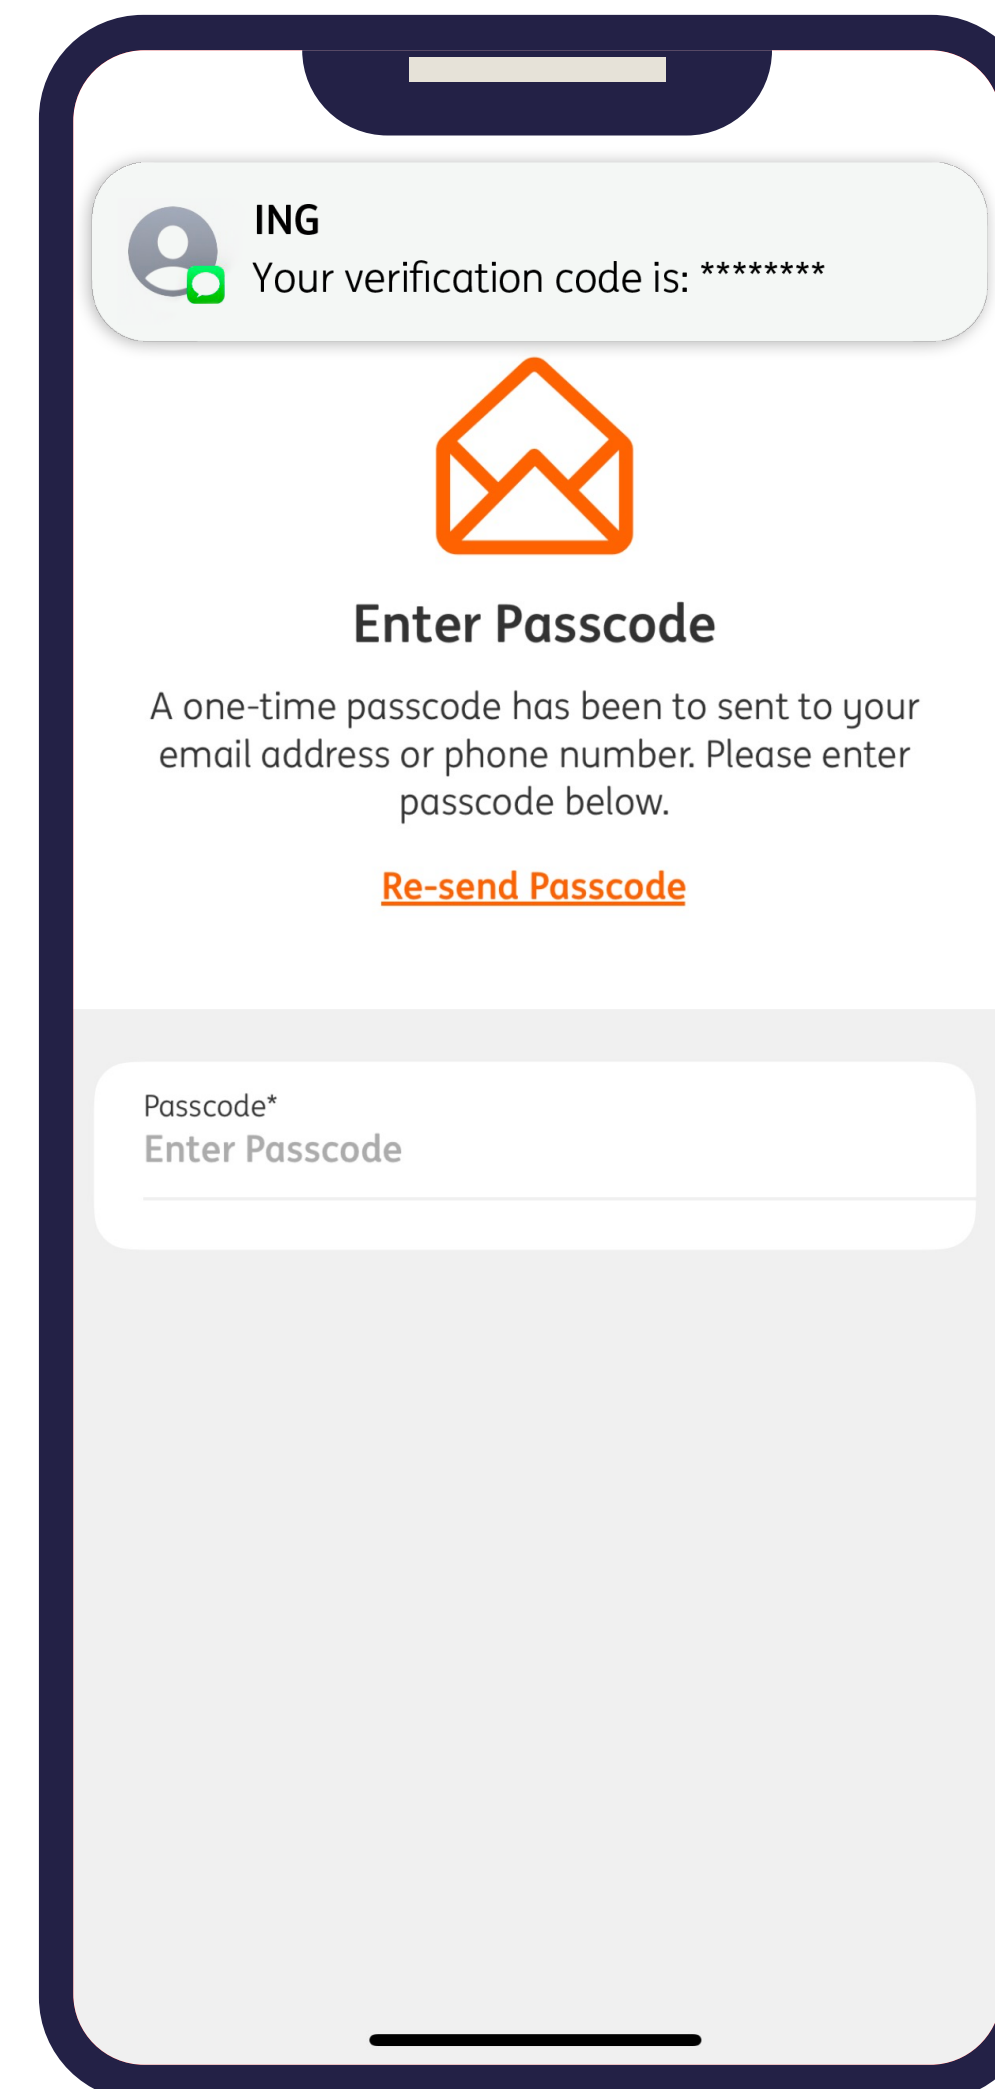 ING
Your verification code is: ********
Enter Passcode
A one-time passcode has been to sent to your
email address or phone number. Please enter
passcode below.
Re-send Passcode
Passcode*
Enter Passcode